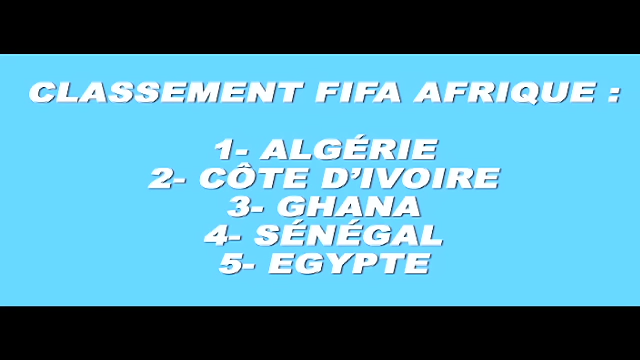 CLASSEMENT FIFA AFRIQUE :
1- ALGÉRIE
2- CÔTE D'IVOIRE
3- GHANA
4- SÉNÉGAL
5- EGYPTE